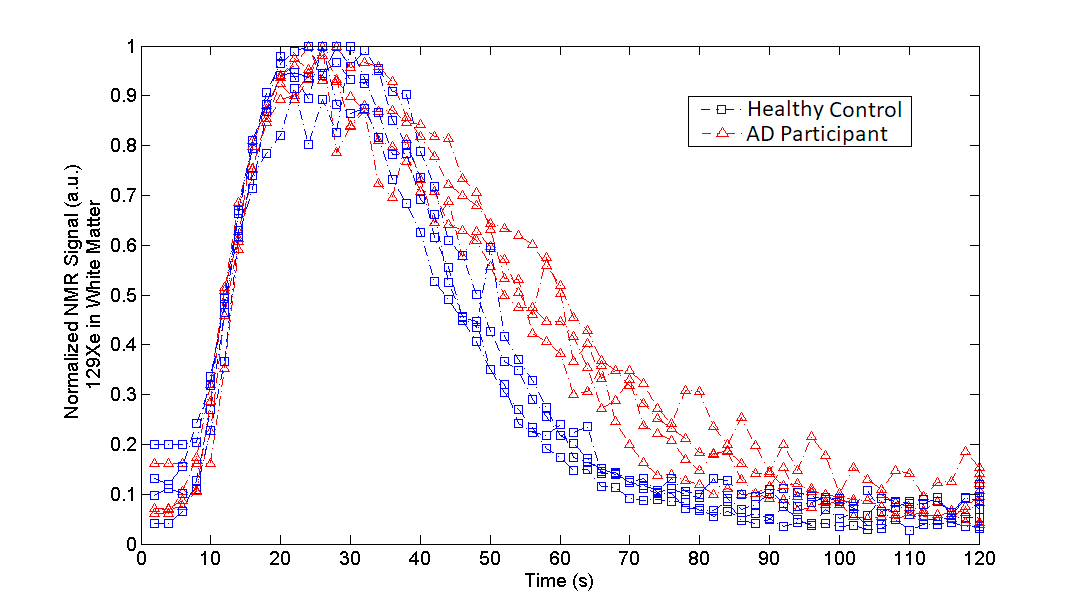 1
0.9
0.8
0.7
0.6
0.5
0.4
0.3
0.2
0.1
0
Normalized NMR Signal (a.u.)
129Xe in White Matter
Healthy Control
AD Participant
0 10 20 30 40 50 60 70 80 90 100 110 120
Time (s)